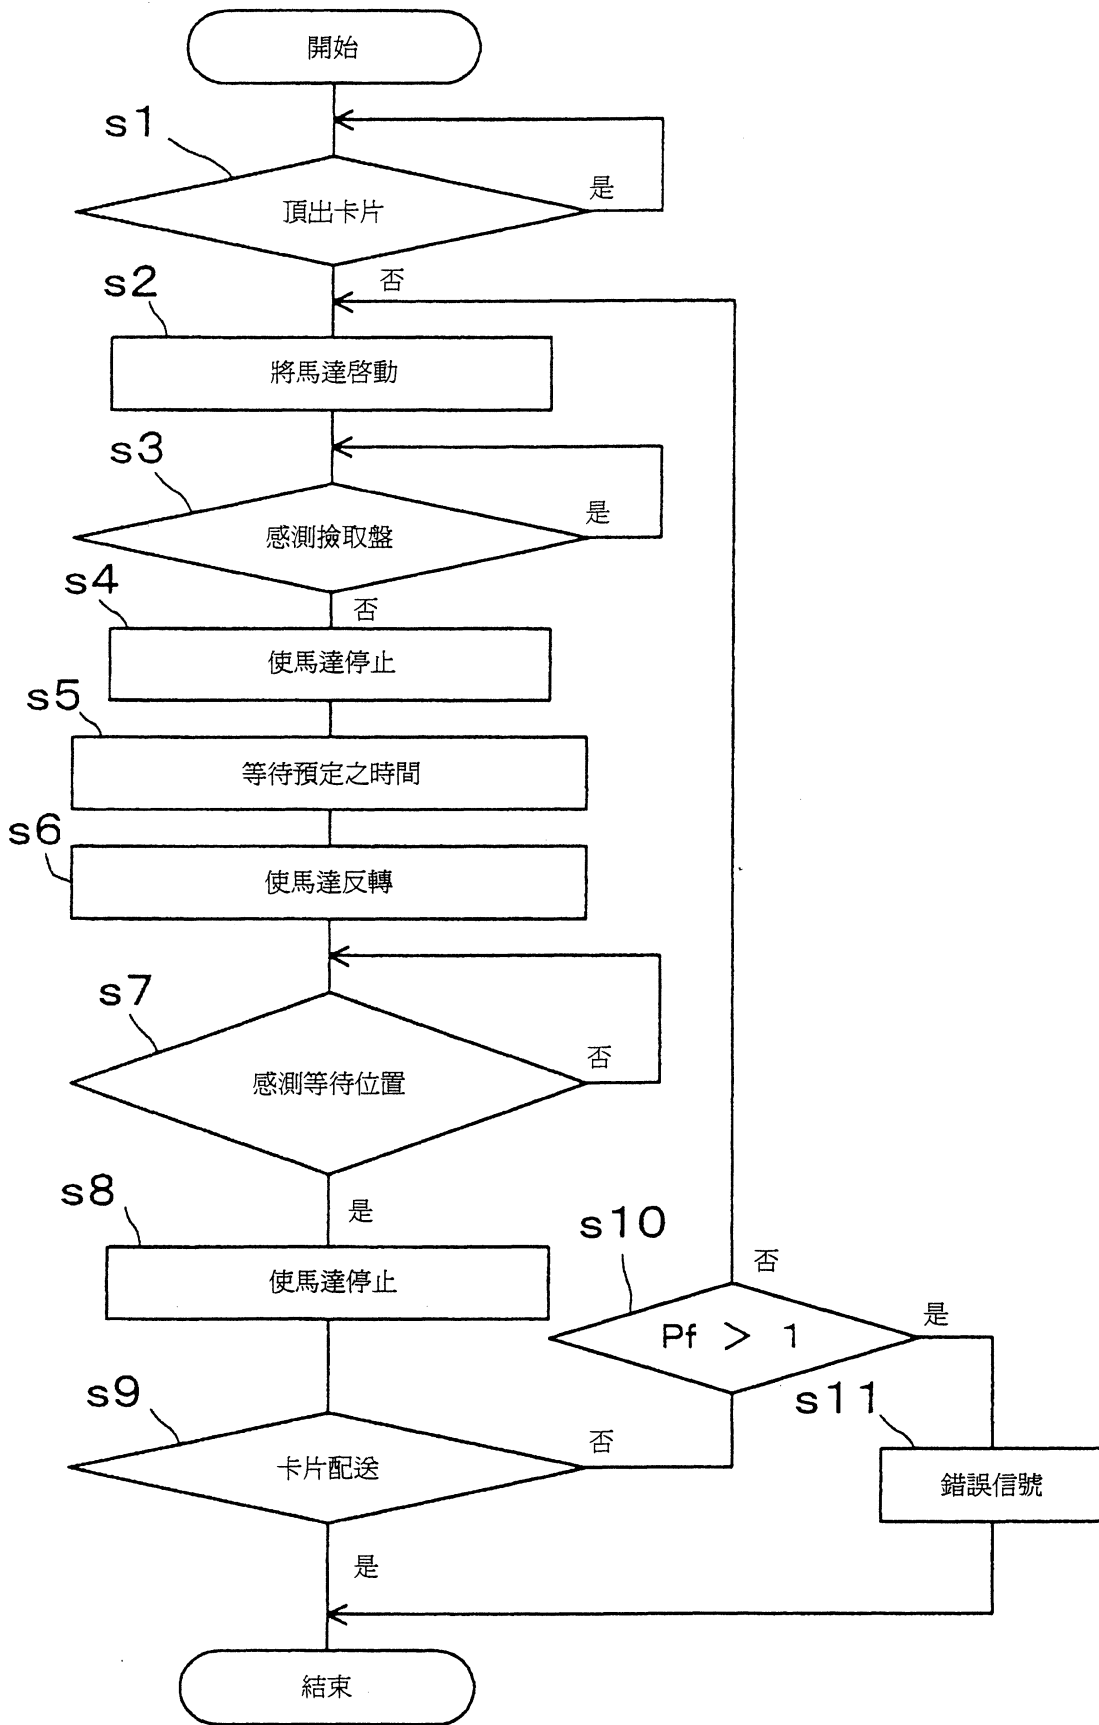 開始
s1
是
頂出卡片
否
s2
將馬達啓動
s3
是
感測撿取盤
s4
否
使馬達停止
s5
等待預定之時間
s6
使馬達反轉
s7
否
感測等待位置
s8
是
使馬達停止
s10
否
是
Pf > 1
s9
s11
否
卡片配送
錯誤信號
是
結束